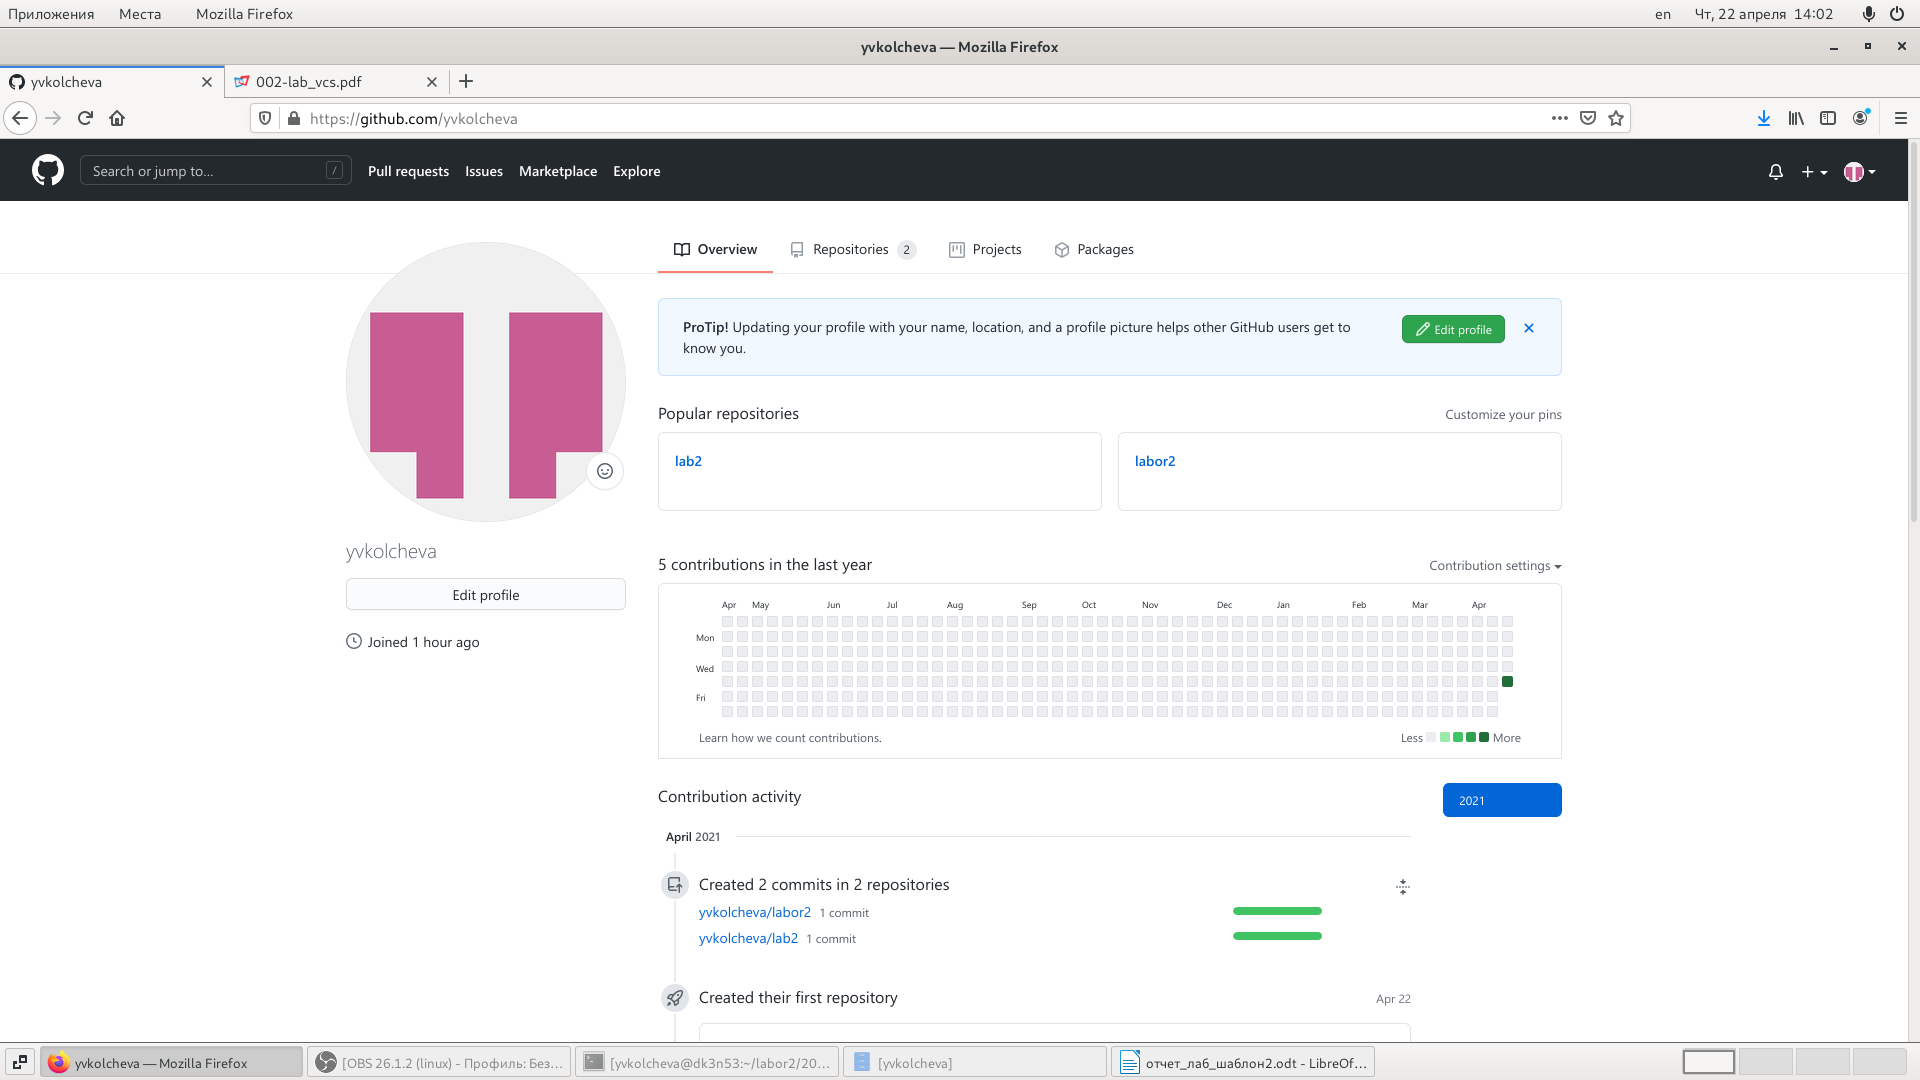 Приложения Места Mozilla Firefox en Чт, 22 апреля 14:02
yvkolcheva — Mozilla Firefox
yvkolcheva 002-lab_vcs.pdf
https://github.com/yvkolcheva
Search or jump to... / Pull requests Issues Marketplace Explore
Overview Repositories 2 Projects Packages
ProTip! Updating your profile with your name, location, and a profile picture helps other GitHub users get to
know you.
Edit profile
Popular repositories Customize your pins
lab2 labor2
yvkolcheva
Edit profile
Joined 1 hour ago
5 contributions in the last year Contribution settings
Apr May Jun Jul Aug Sep Oct Nov Dec Jan Feb Mar Apr
Mon
Wed
Fri
Learn how we count contributions. Less More
Contribution activity 2021
April 2021
Created 2 commits in 2 repositories
yvkolcheva/labor2 1 commit
yvkolcheva/lab2 1 commit
Created their first repository Apr 22
yvkolcheva — Mozilla Firefox [OBS 26.1.2 (linux) - Профиль: Без... [yvkolcheva@dk3n53:~/labor2/20... [yvkolcheva] отчет_лаб_шаблон2.odt - LibreOf...